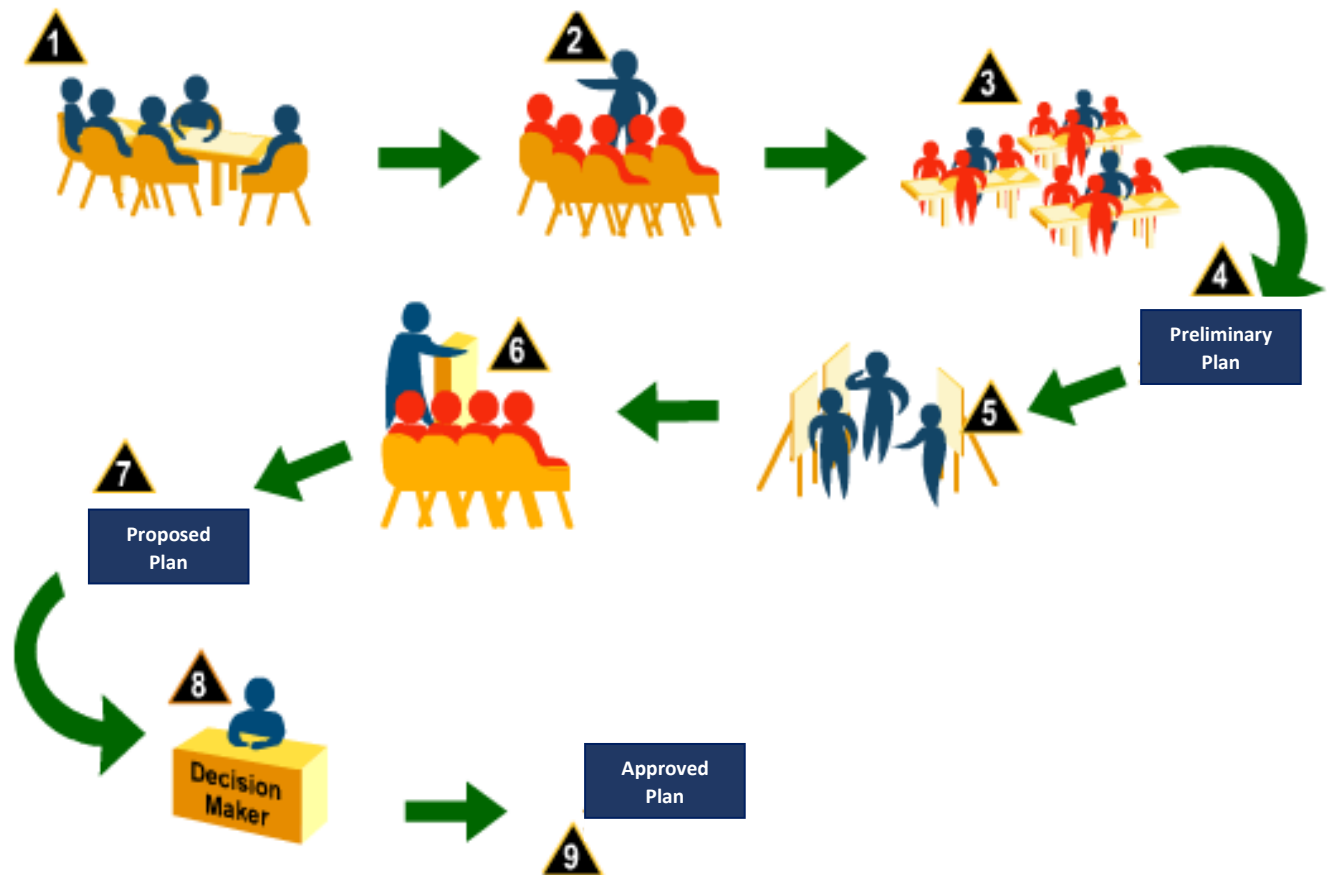 1
2
3
4
Preliminary
Plan
5
6
7
Proposed
Plan
8
Decision
Maker
Approved
Plan
9